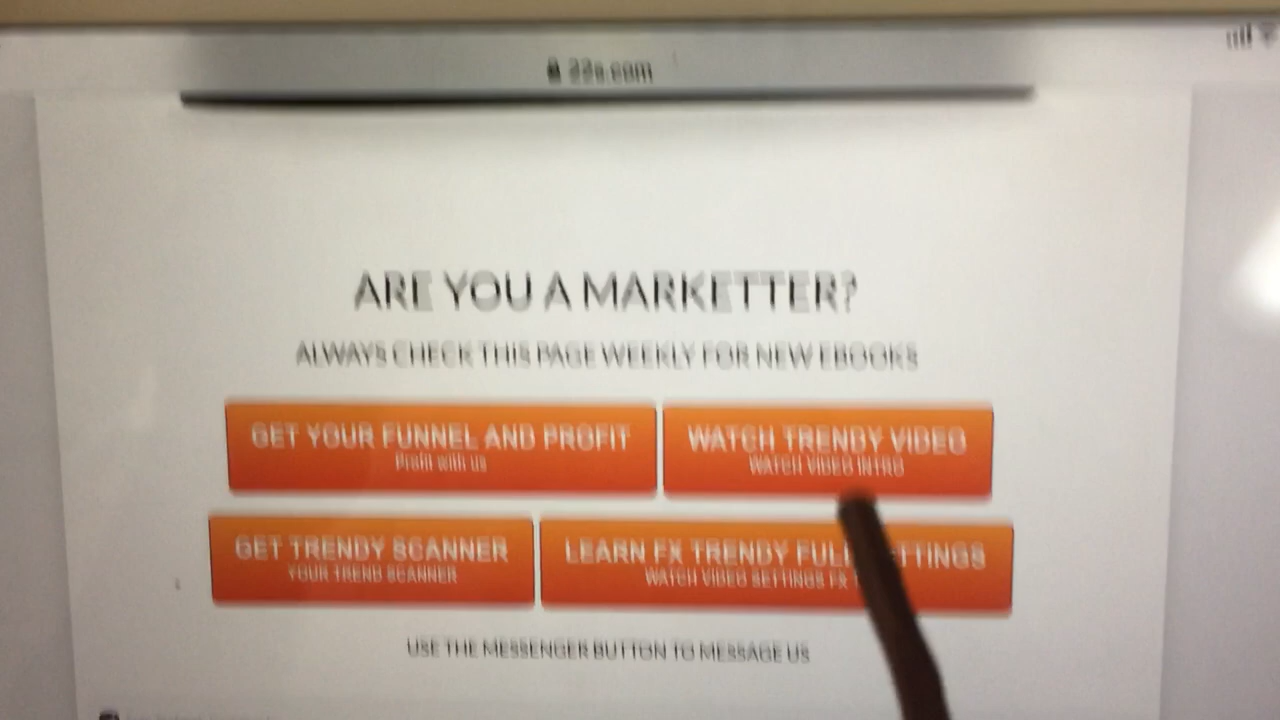 22s.com
ARE YOU A MARKETTER?
ALWAYS CHECK THIS PAGE WEEKLY FOR NEW EBOOKS
GET YOUR FUNNEL AND PROFIT
Profit with us
WATCH TRENDY VIDEO
WATCH VIDEO INTRO
GET TRENDY SCANNER
YOUR TREND SCANNER
LEARN FX TRENDY FULL
WATCH VIDEO SETTINGS FX
USE THE MESSENGER BUTTON TO MESSAGE US